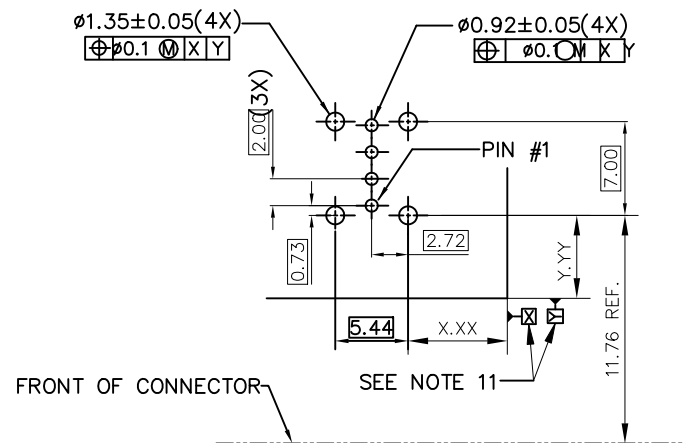 ø1.35±0.05(4X)
⌖ ø0.1 Ⓜ X Y
ø0.92±0.05(4X)
⌖ ø0.1 Ⓜ X Y
2.00 (3X)
PIN #1
7.00
0.73
2.72
Y.YY
5.44
X.XX
X
Y
11.76 REF.
SEE NOTE 11
FRONT OF CONNECTOR